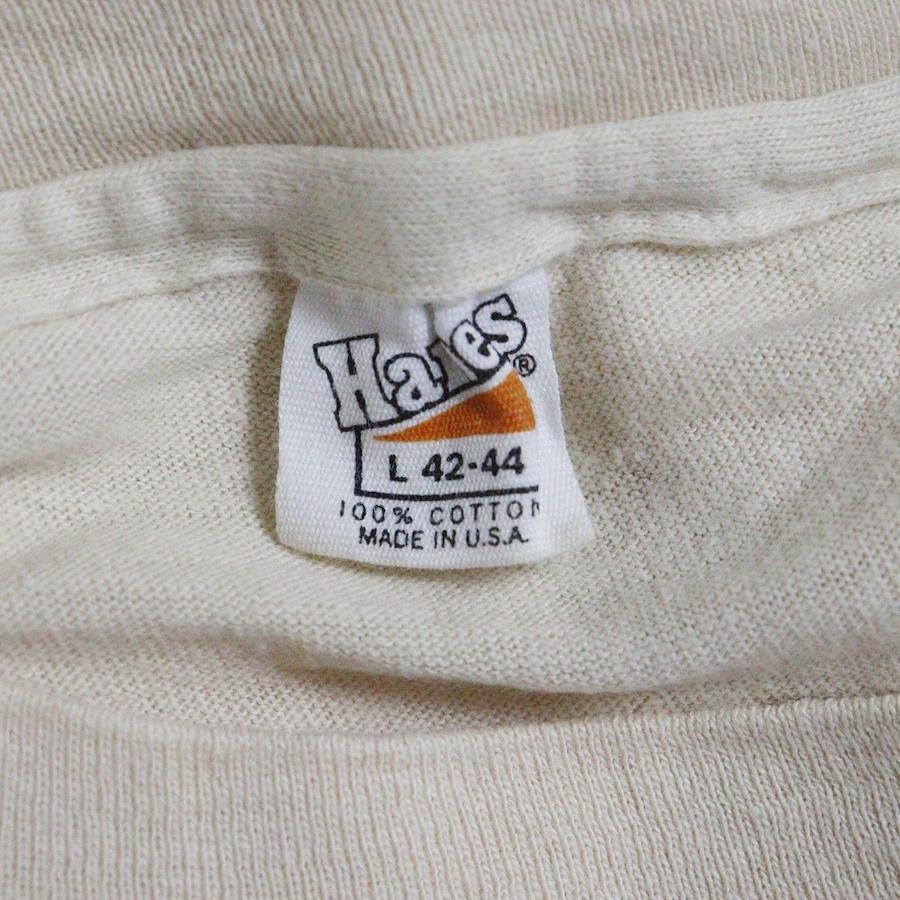 Hanes®
L 42-44
100% COTTON
MADE IN U.S.A.